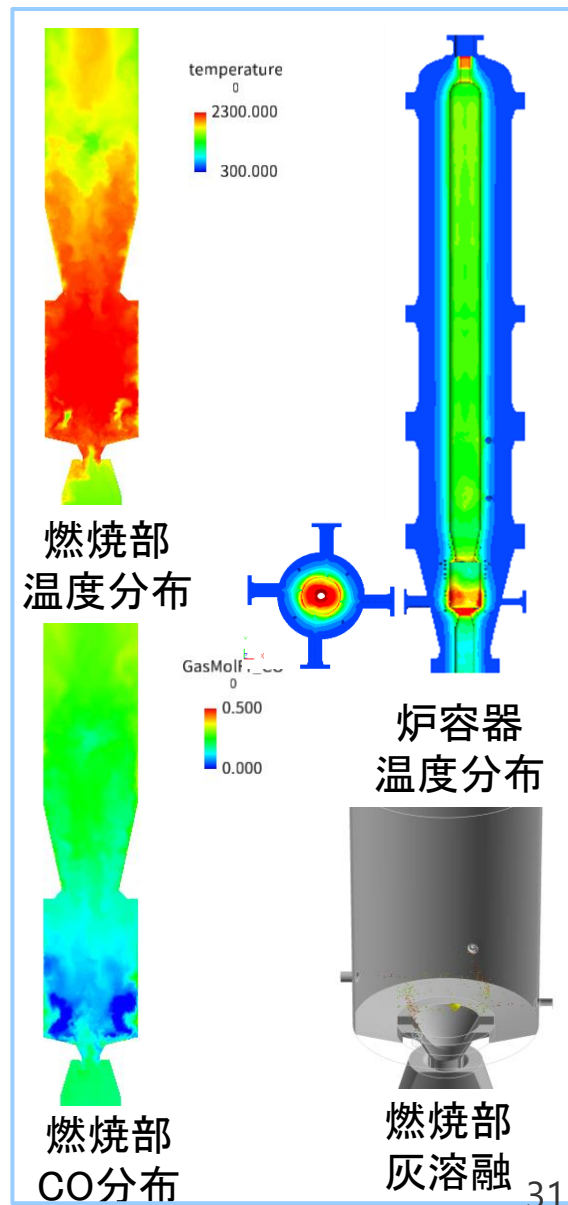 temperature
0
2300.000
300.000
燃焼部
温度分布
0
0.500
0.000
炉容器
温度分布
燃焼部
CO分布
燃焼部
灰溶融
31